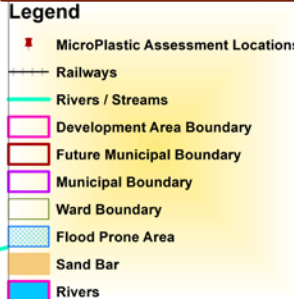 Legend
MicroPlastic Assessment Locations
Railways
Rivers / Streams
Development Area Boundary
Future Municipal Boundary
Municipal Boundary
Ward Boundary
Flood Prone Area
Sand Bar
Rivers